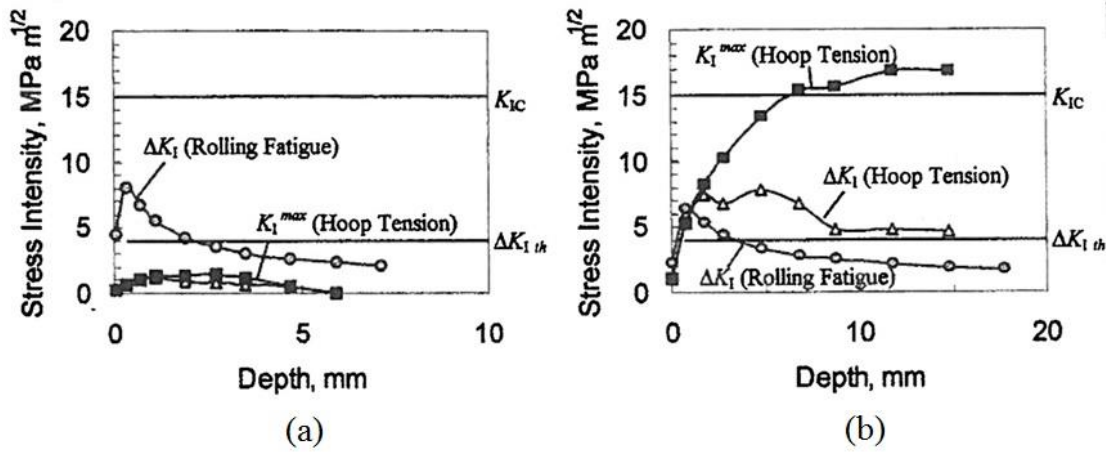 Stress Intensity, MPa m^1/2
20
15
10
5
0
0
5
10
Depth, mm
K_IC
ΔK_I (Rolling Fatigue)
K_I^max (Hoop Tension)
ΔK_I th
(a)
Stress Intensity, MPa m^1/2
20
15
10
5
0
0
10
20
Depth, mm
K_I^max (Hoop Tension)
K_IC
ΔK_I (Hoop Tension)
ΔK_I th
ΔK_I (Rolling Fatigue)
(b)